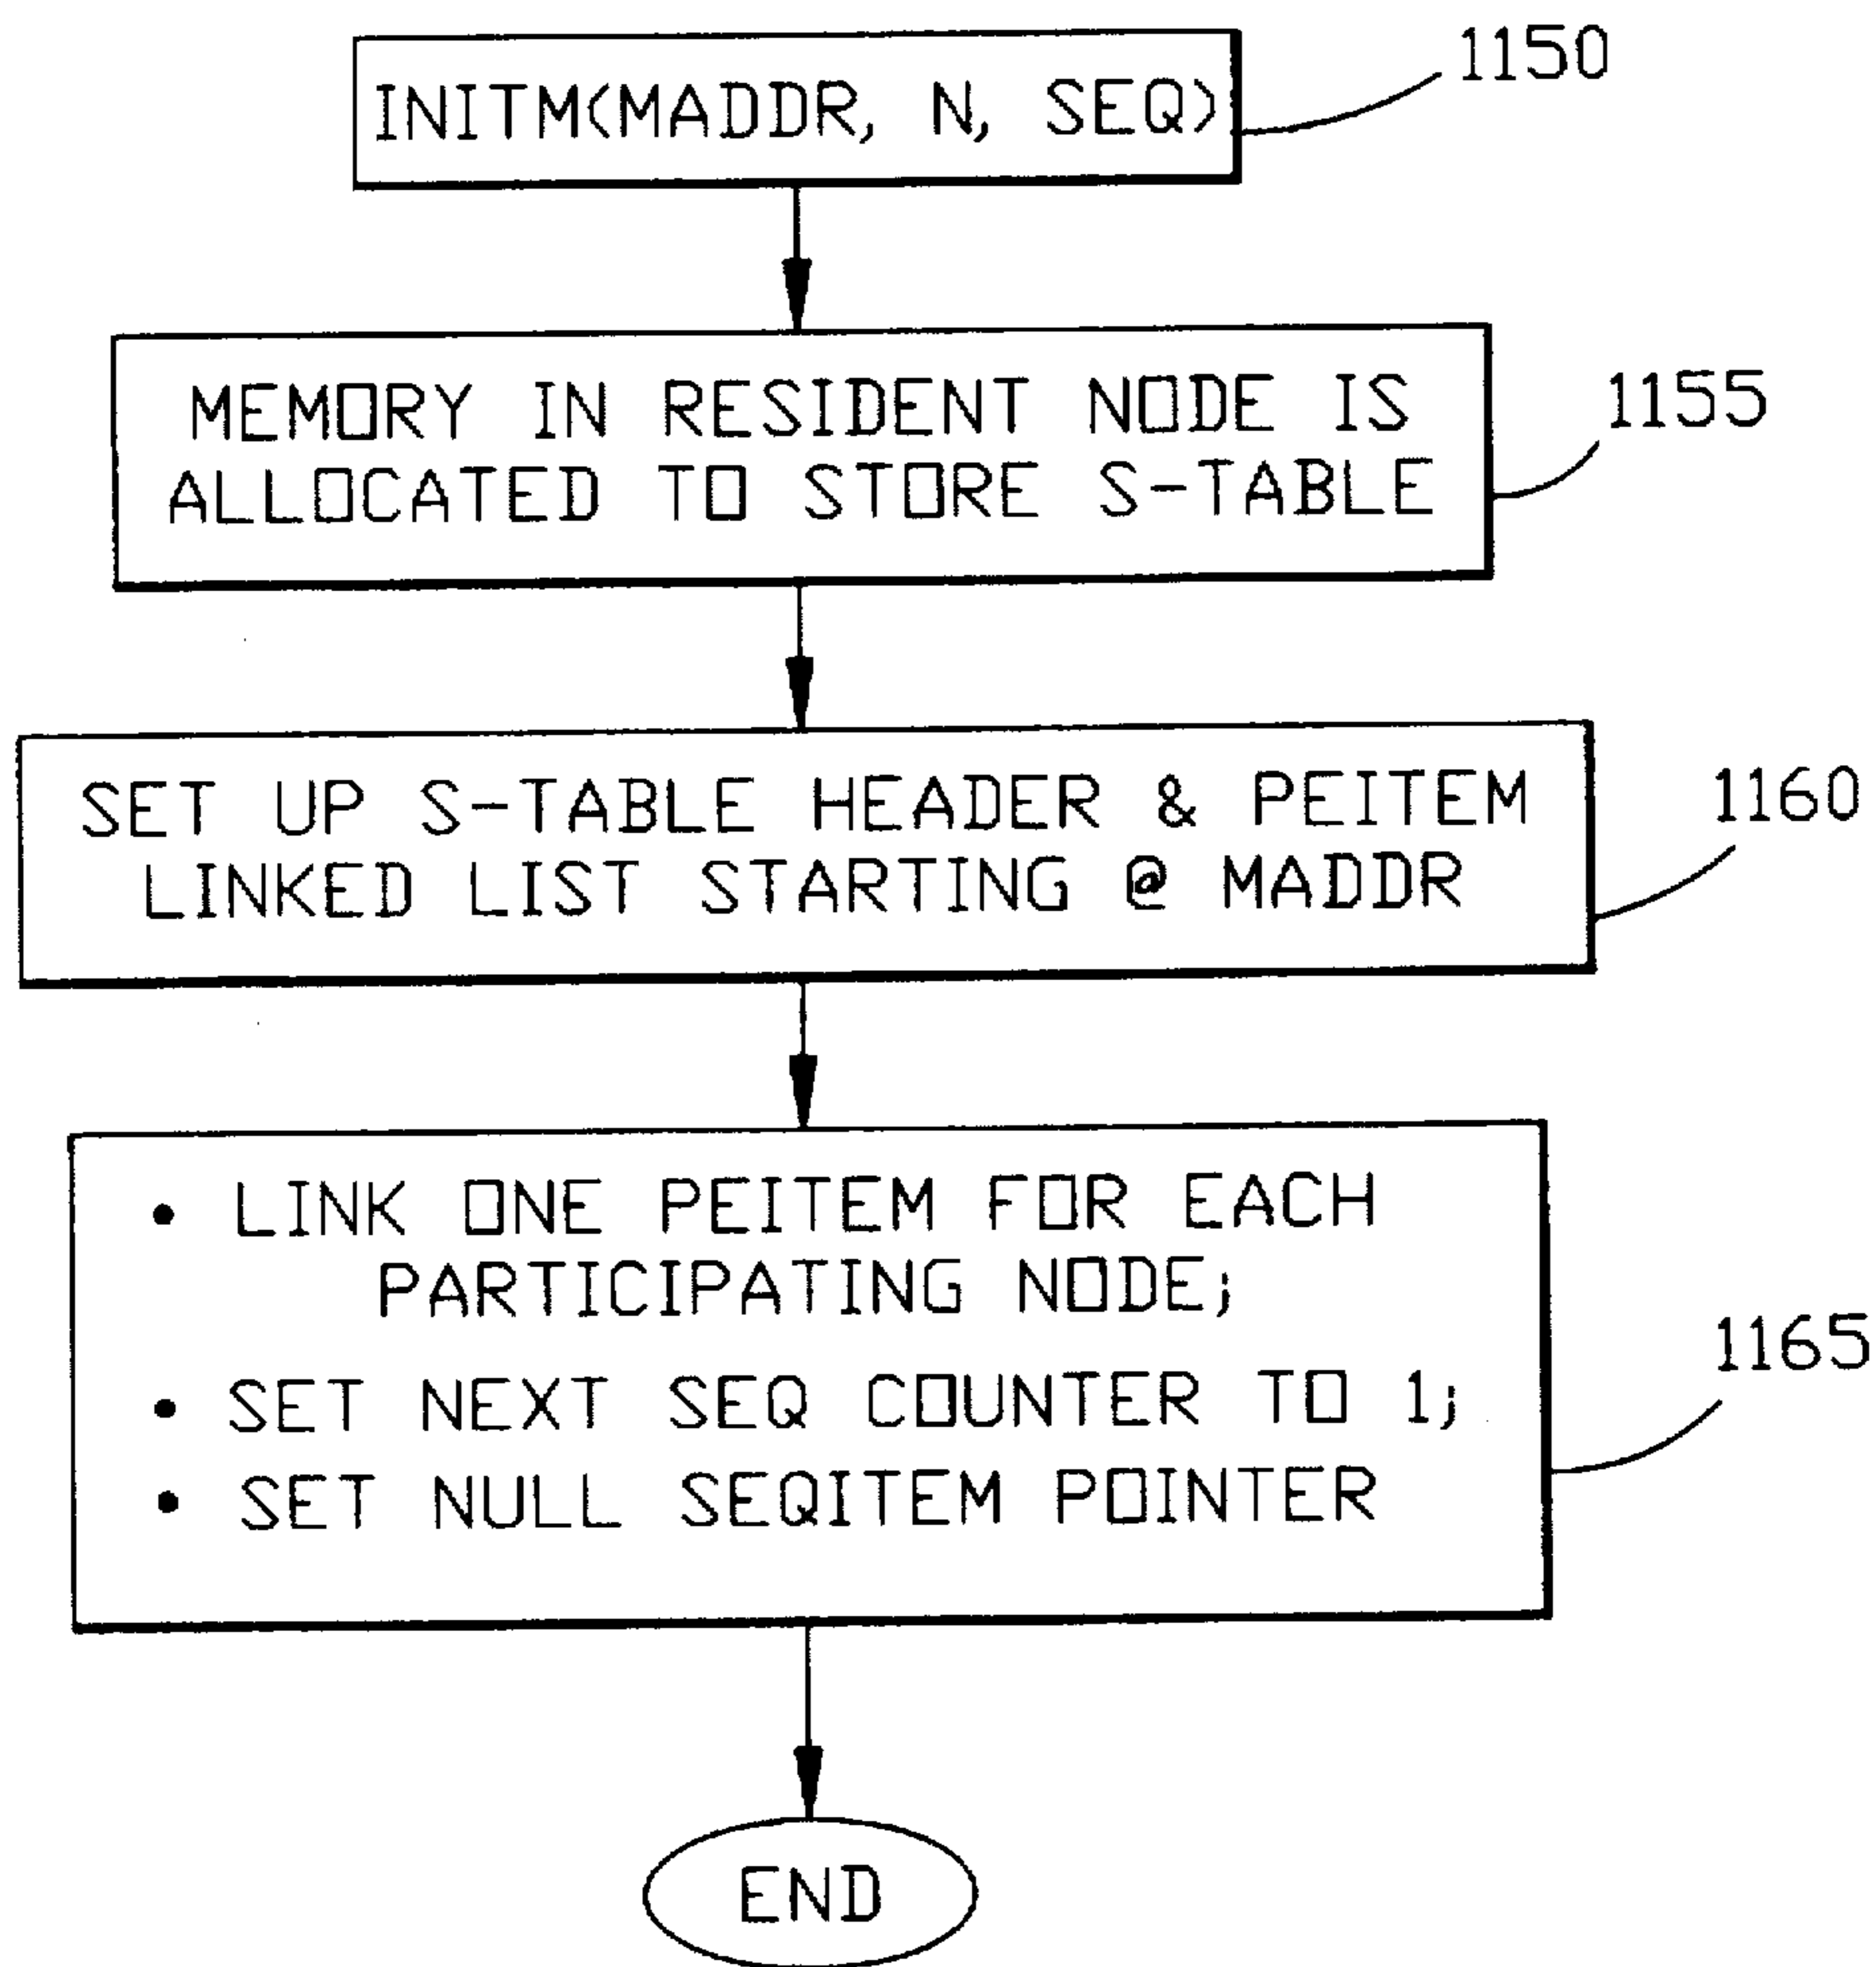 INITM(MADDR, N, SEQ)
1150
MEMORY IN RESIDENT NODE IS
ALLOCATED TO STORE S-TABLE
1155
SET UP S-TABLE HEADER & PEITEM
LINKED LIST STARTING @ MADDR
1160
• LINK ONE PEITEM FOR EACH
PARTICIPATING NODE;
• SET NEXT SEQ COUNTER TO 1;
• SET NULL SEQITEM POINTER
1165
END